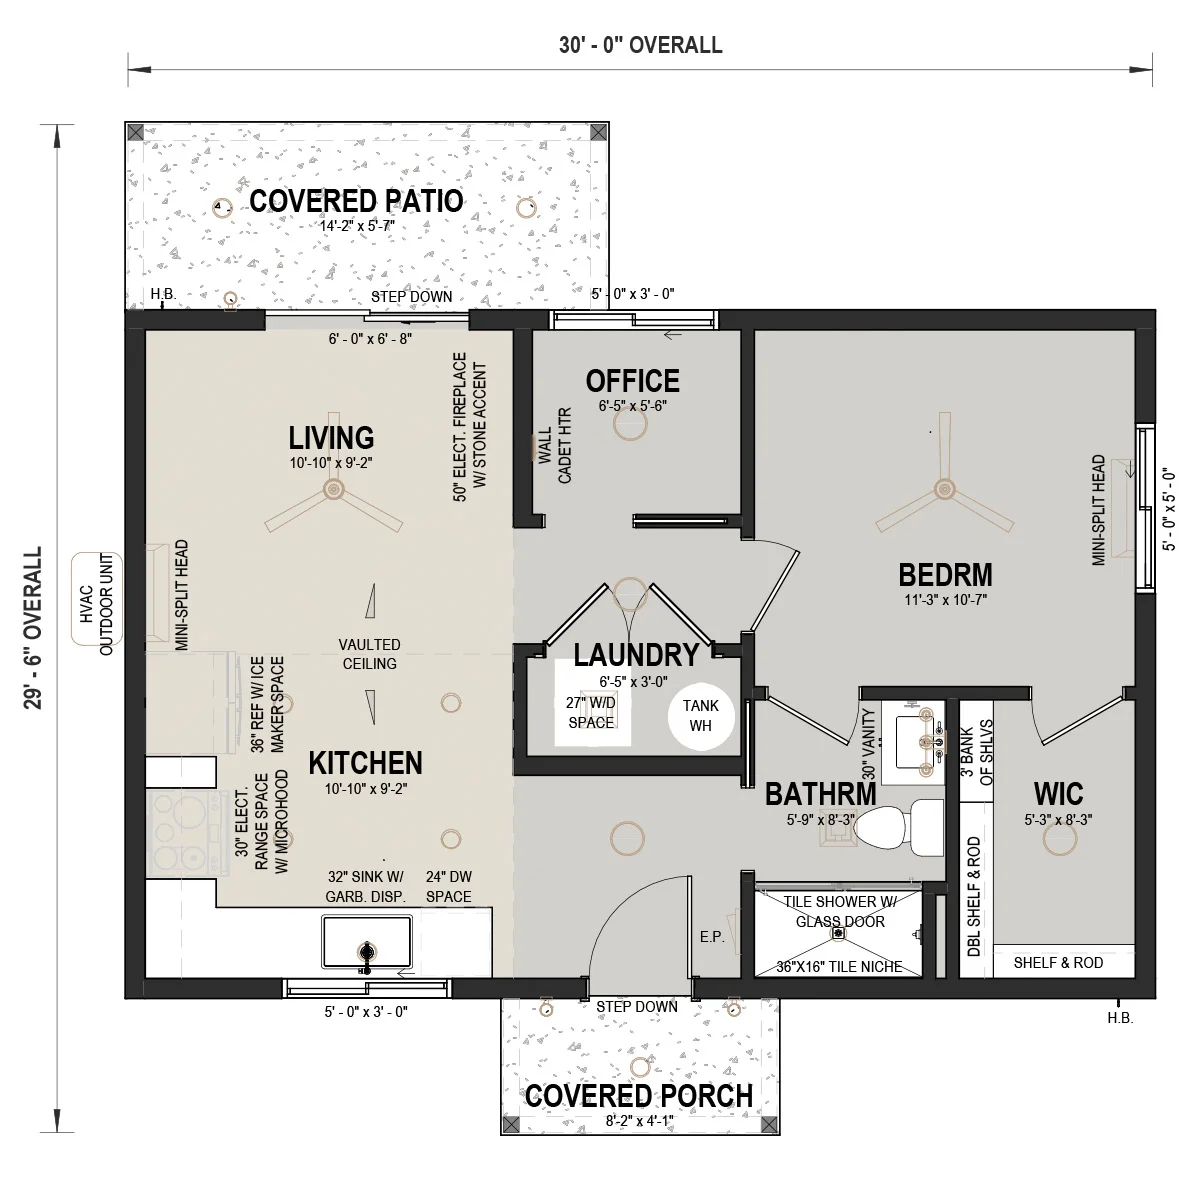 30' - 0" OVERALL
COVERED PATIO
14'-2" x 5'-7"
H.B.
STEP DOWN
5' - 0" x 3' - 0"
6' - 0" x 6' - 8"
50" ELECT. FIREPLACE
W/ STONE ACCENT
OFFICE
6'-5" x 5'-6"
WALL
CADET HTR
LIVING
10'-10" x 9'-2"
BEDRM
11'-3" x 10'-7"
MINI-SPLIT HEAD
5' - 0" x 5' - 0"
29' - 6" OVERALL
HVAC
OUTDOOR UNIT
MINI-SPLIT HEAD
VAULTED
CEILING
LAUNDRY
6'-5" x 3'-0"
27" W/D
SPACE
TANK
WH
36" REF W/ ICE
MAKER SPACE
KITCHEN
10'-10" x 9'-2"
30" ELECT.
RANGE SPACE
W/ MICROHOOD
30" VANITY
BATHRM
5'-9" x 8'-3"
3' BANK
OF SHLVS
WIC
5'-3" x 8'-3"
DBL SHELF & ROD
SHELF & ROD
32" SINK W/
GARB. DISP.
24" DW
SPACE
E.P.
TILE SHOWER W/
GLASS DOOR
36"X16" TILE NICHE
5' - 0" x 3' - 0"
STEP DOWN
H.B.
COVERED PORCH
8'-2" x 4'-1"